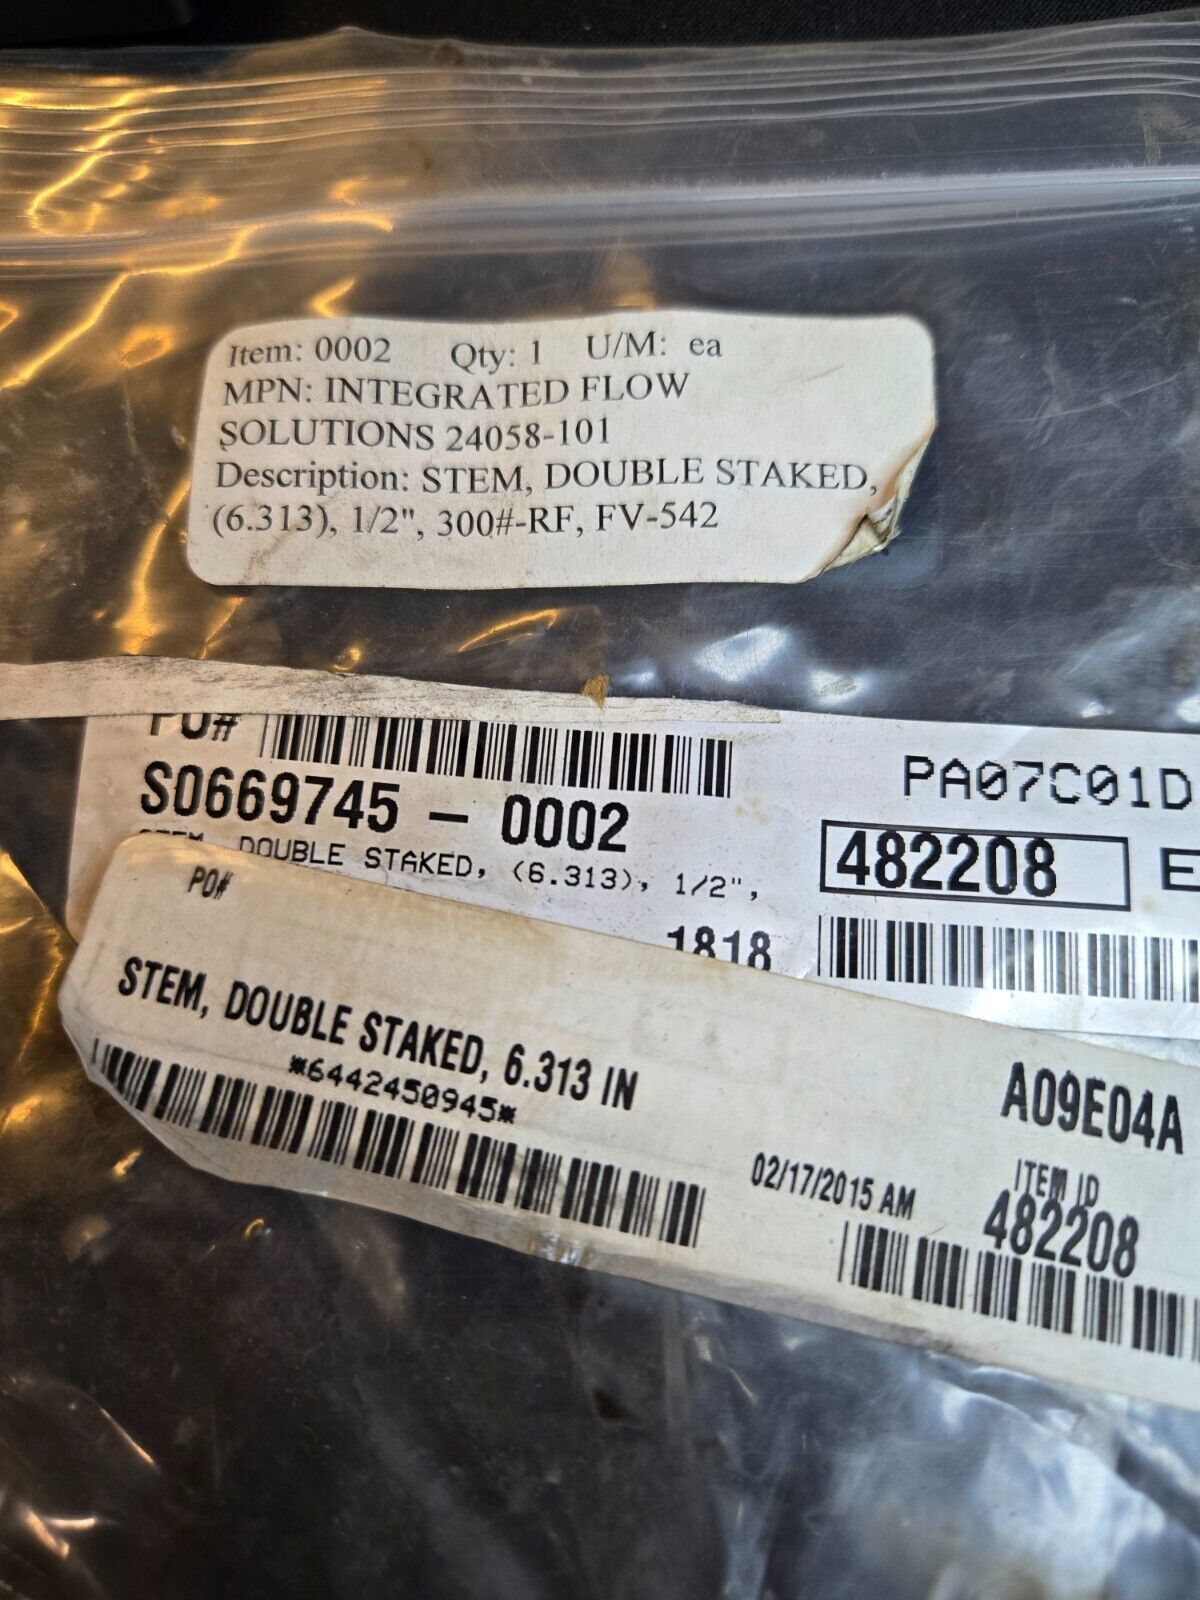 Item: 0002 Qty: 1 U/M: ea
MPN: INTEGRATED FLOW
SOLUTIONS 24058-101
Description: STEM, DOUBLE STAKED,
(6.313), 1/2", 300#-RF, FV-542
PO#
S0669745 - 0002
STEM, DOUBLE STAKED, (6.313), 1/2",
1818
PA07C01D
482208 E
PO#
STEM, DOUBLE STAKED, 6.313 IN
*6442450945*
A09E04A
02/17/2015 AM
ITEM ID
482208